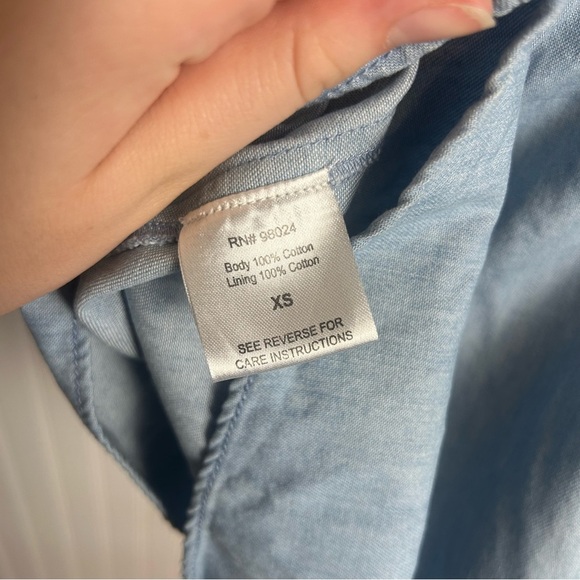 RN# 98024
Body 100% Cotton
Lining 100% Cotton
XS
SEE REVERSE FOR
CARE INSTRUCTIONS